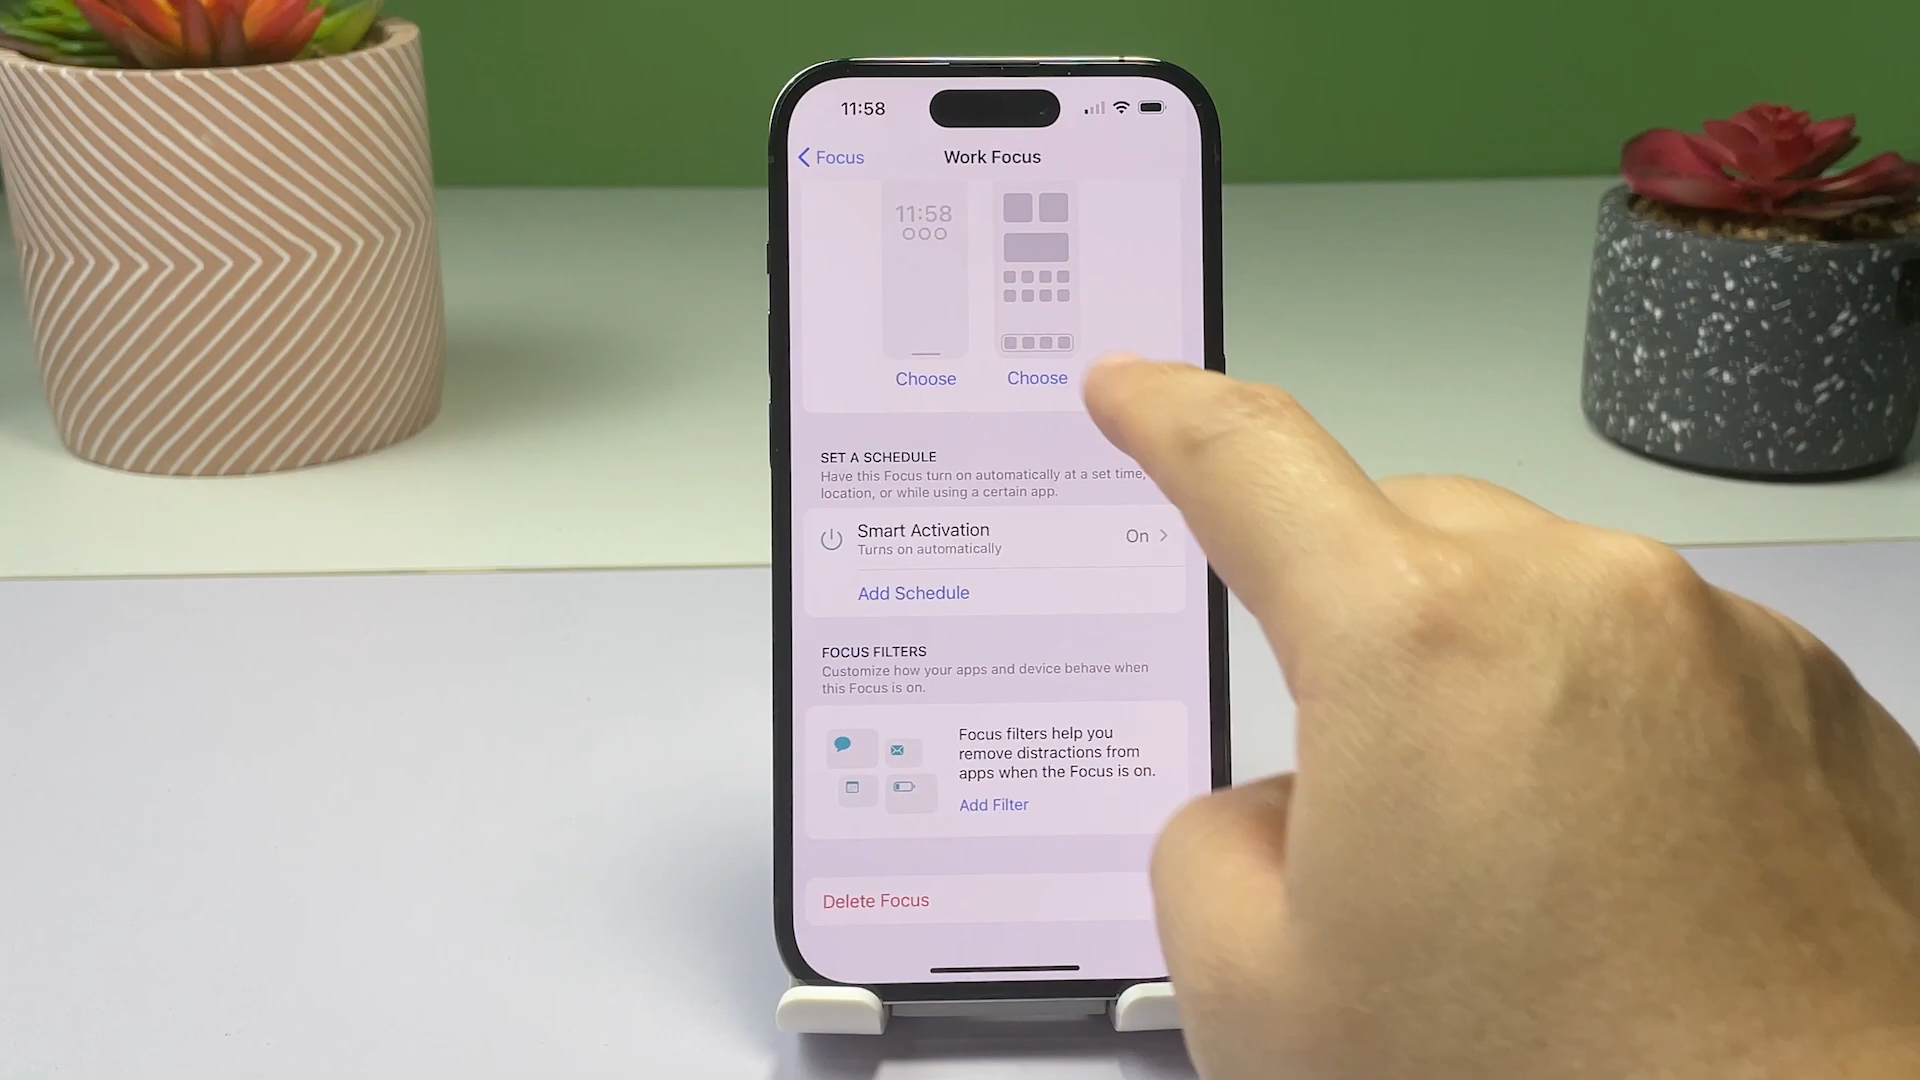 11:58
Focus
Work Focus
11:58
Choose
Choose
SET A SCHEDULE
Have this Focus turn on automatically at a set time,
location, or while using a certain app.
Smart Activation
On
Turns on automatically
Add Schedule
FOCUS FILTERS
Customize how your apps and device behave when
this Focus is on.
Focus filters help you
remove distractions from
apps when the Focus is on.
Add Filter
Delete Focus